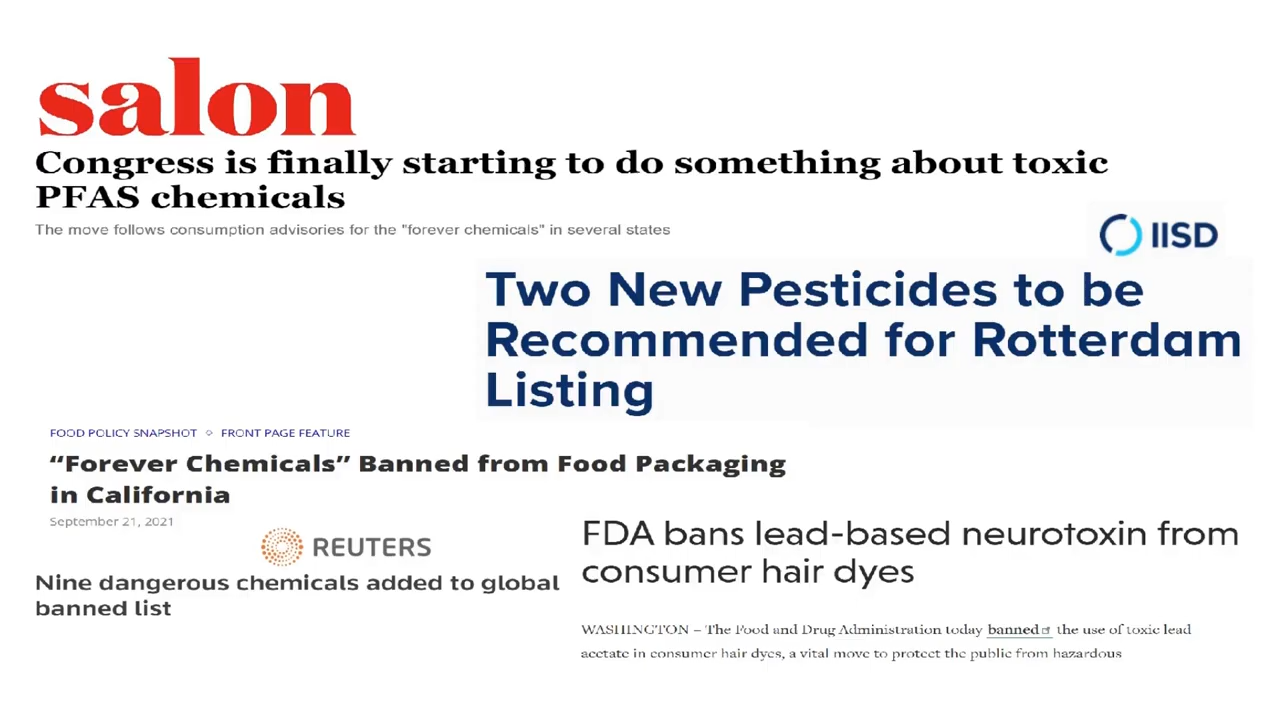 salon
Congress is finally starting to do something about toxic
PFAS chemicals
The move follows consumption advisories for the "forever chemicals" in several states
IISD
Two New Pesticides to be
Recommended for Rotterdam
Listing
FOOD POLICY SNAPSHOT ◇ FRONT PAGE FEATURE
“Forever Chemicals” Banned from Food Packaging
in California
September 21, 2021
REUTERS
Nine dangerous chemicals added to global
banned list
FDA bans lead-based neurotoxin from
consumer hair dyes
WASHINGTON – The Food and Drug Administration today banned the use of toxic lead
acetate in consumer hair dyes, a vital move to protect the public from hazardous